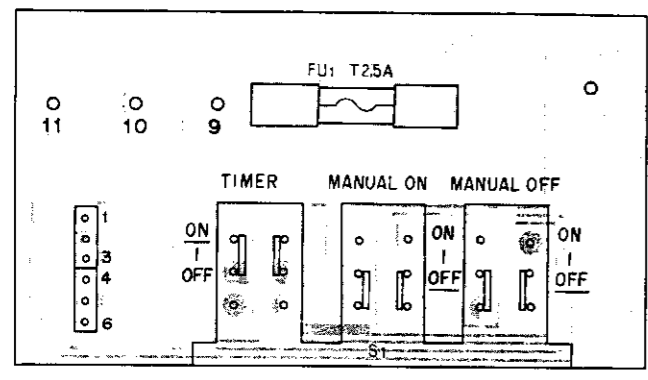 FU1 T2.5A
11 10 9
TIMER MANUAL ON MANUAL OFF
1
3
4
6
ON
I
OFF
ON
I
OFF
ON
I
OFF
S1